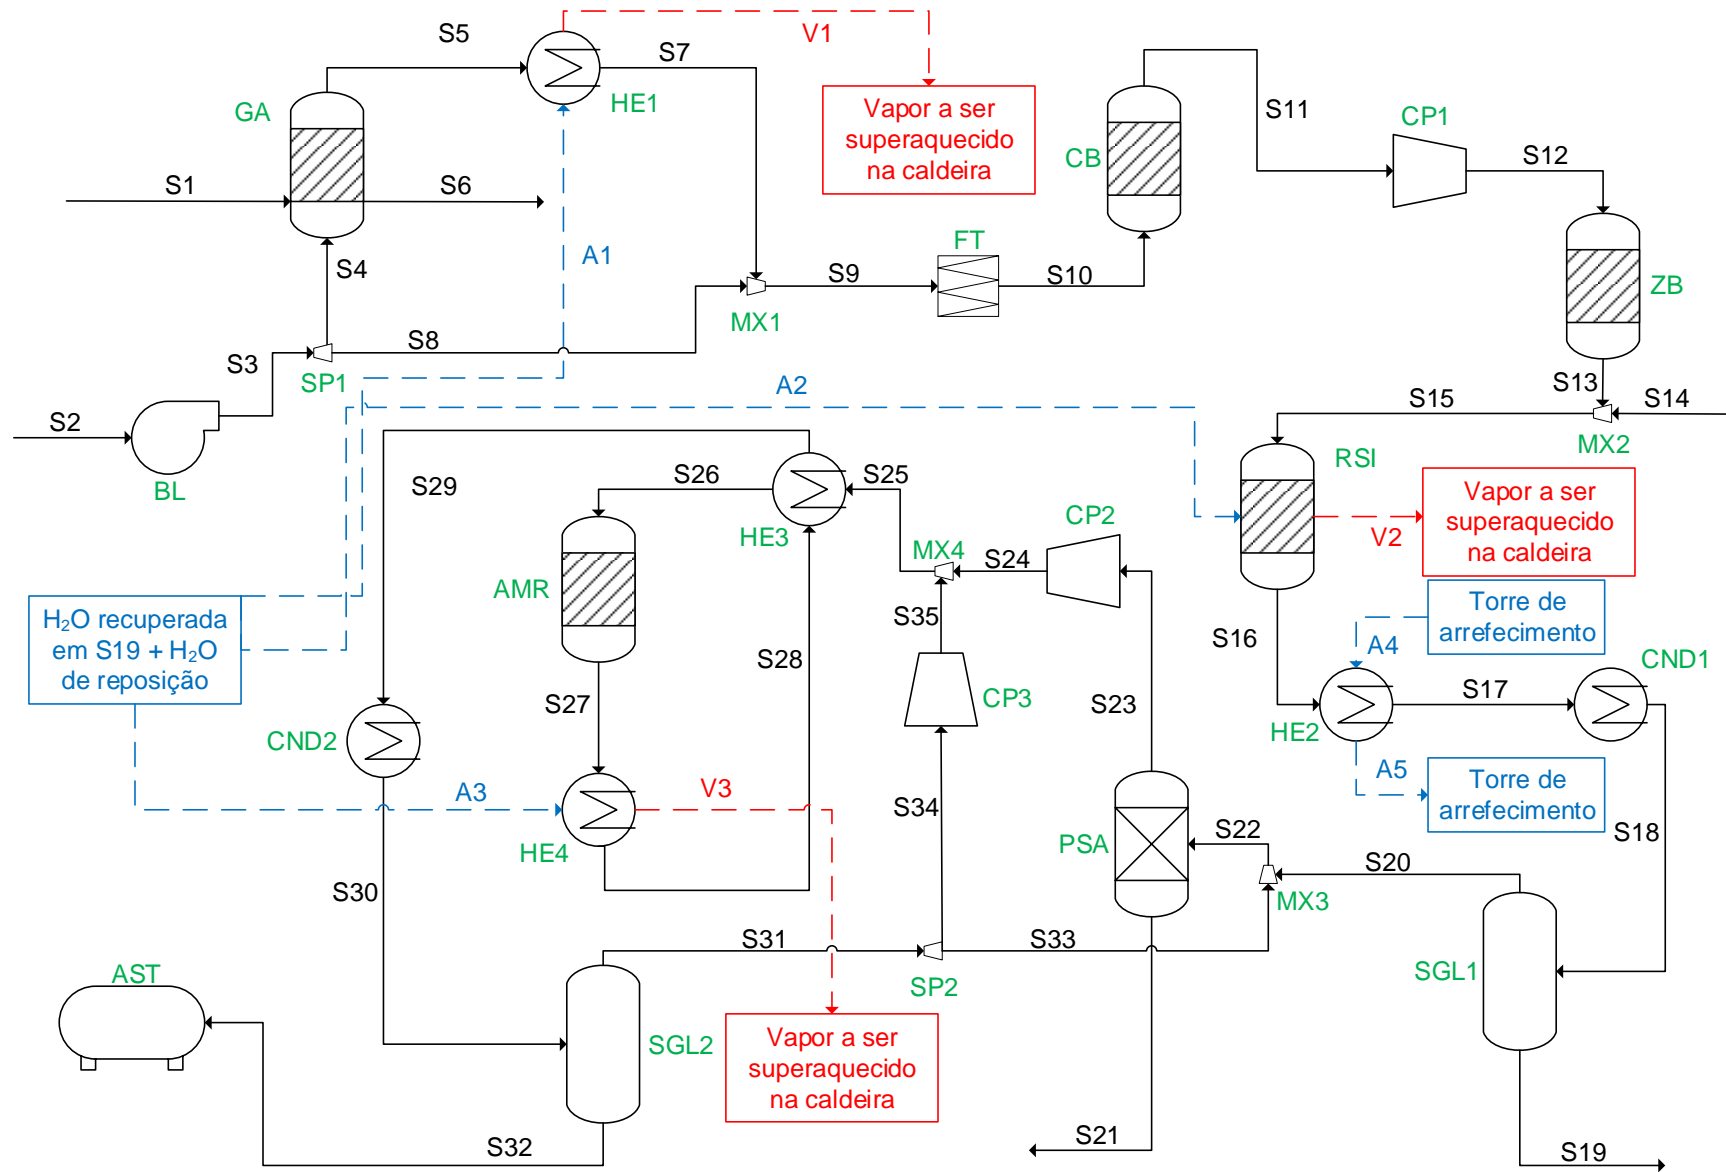 S5
V1
S7
HE1
GA
Vapor a ser
superaquecido
na caldeira
S11
CP1
CB
S12
S1
S6
A1
S4
FT
S9
S10
ZB
MX1
S8
S3
SP1
A2
S13
S15
S14
S2
MX2
RSI
BL
S29
S26
S25
Vapor a ser
superaquecido
na caldeira
CP2
HE3
V2
MX4
S24
AMR
H₂O recuperada
em S19 + H₂O
de reposição
S35
Torre de
arrefecimento
S16
A4
S28
CND1
S27
CP3
S23
S17
CND2
HE2
A5
Torre de
arrefecimento
A3
V3
S34
PSA
S22
S18
HE4
S20
S30
MX3
S31
S33
AST
SP2
SGL1
SGL2
Vapor a ser
superaquecido
na caldeira
S21
S32
S19